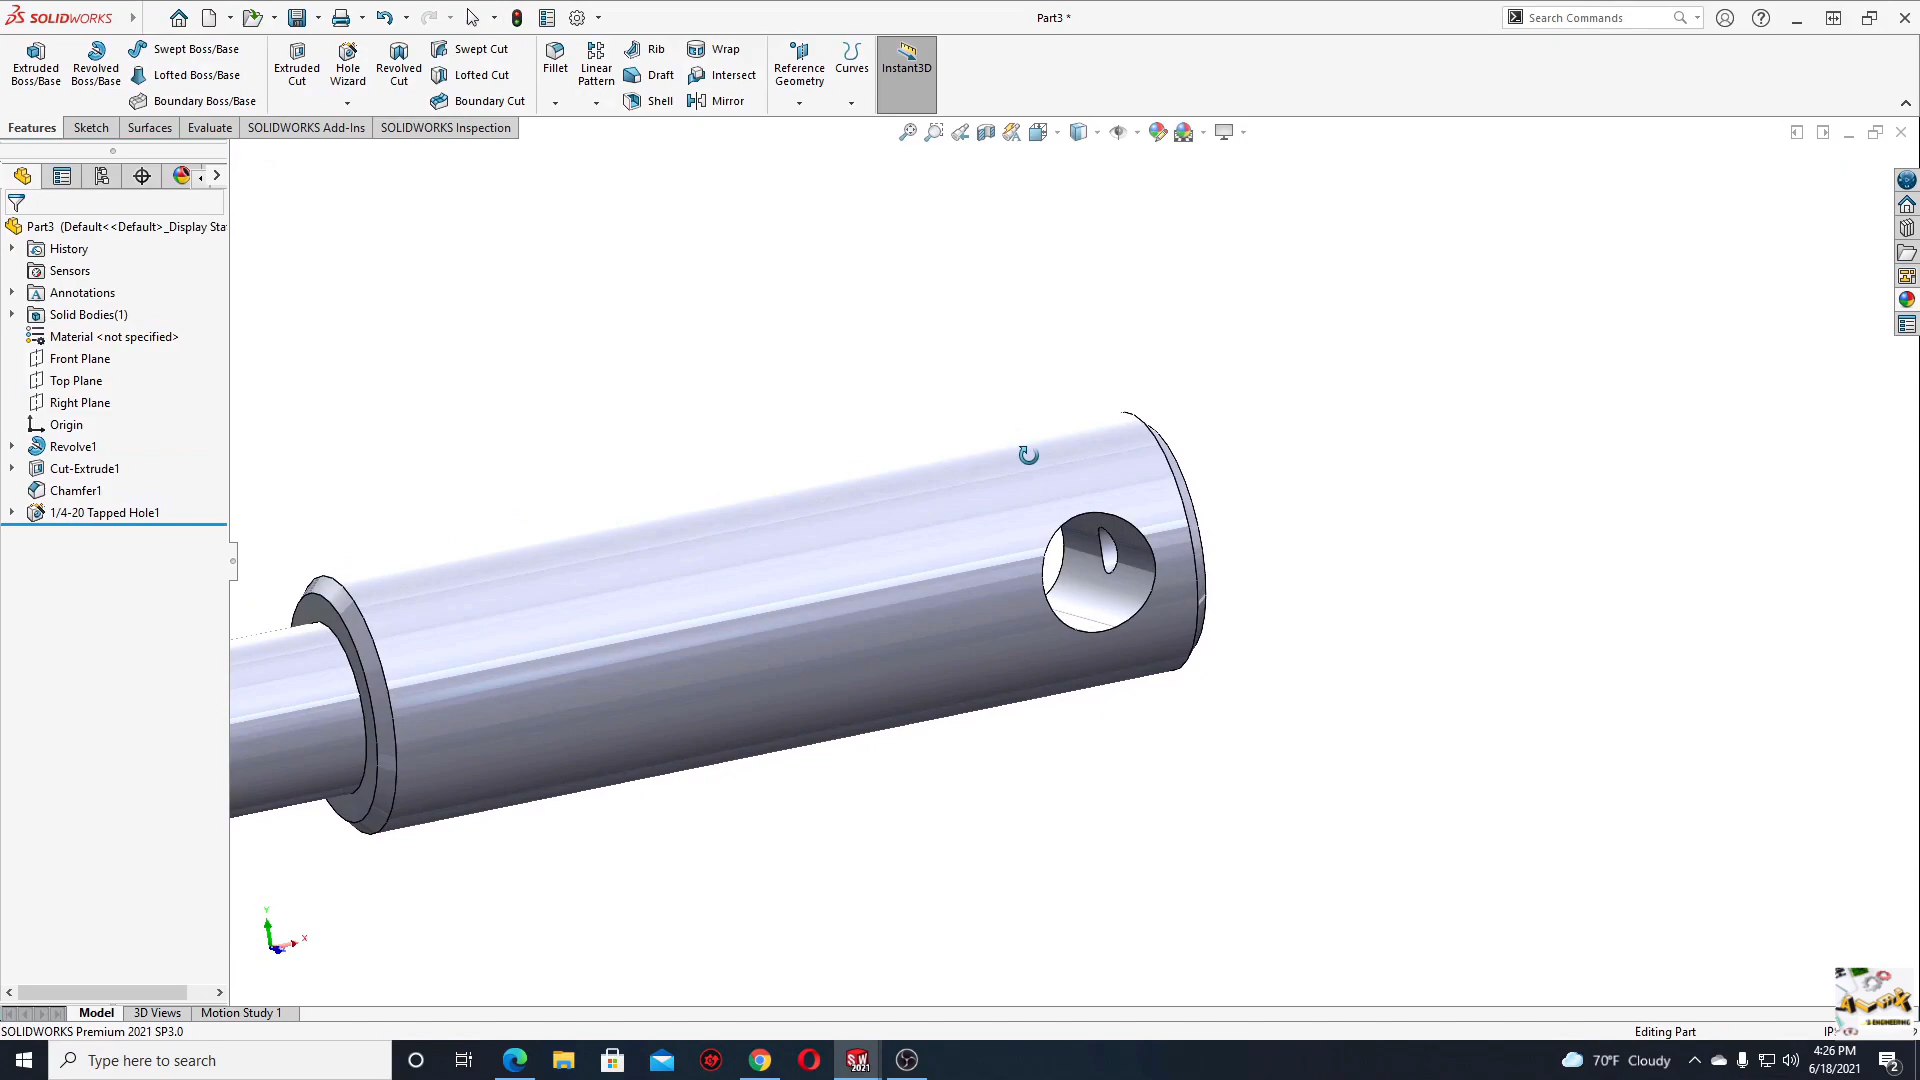 SOLIDWORKS
Part3 *
Search Commands
Extruded Boss/Base
Revolved Boss/Base
Swept Boss/Base
Lofted Boss/Base
Boundary Boss/Base
Extruded Cut
Hole Wizard
Revolved Cut
Swept Cut
Lofted Cut
Boundary Cut
Fillet
Linear Pattern
Rib
Draft
Shell
Wrap
Intersect
Mirror
Reference Geometry
Curves
Instant3D
Features
Sketch
Surfaces
Evaluate
SOLIDWORKS Add-Ins
SOLIDWORKS Inspection
Part3 (Default<<Default>_Display Sta
History
Sensors
Annotations
Solid Bodies(1)
Material <not specified>
Front Plane
Top Plane
Right Plane
Origin
Revolve1
Cut-Extrude1
Chamfer1
1/4-20 Tapped Hole1
Y
X
Model
3D Views
Motion Study 1
SOLIDWORKS Premium 2021 SP3.0
Editing Part
Type here to search
SW
2021
70°F Cloudy
4:26 PM
6/18/2021
2